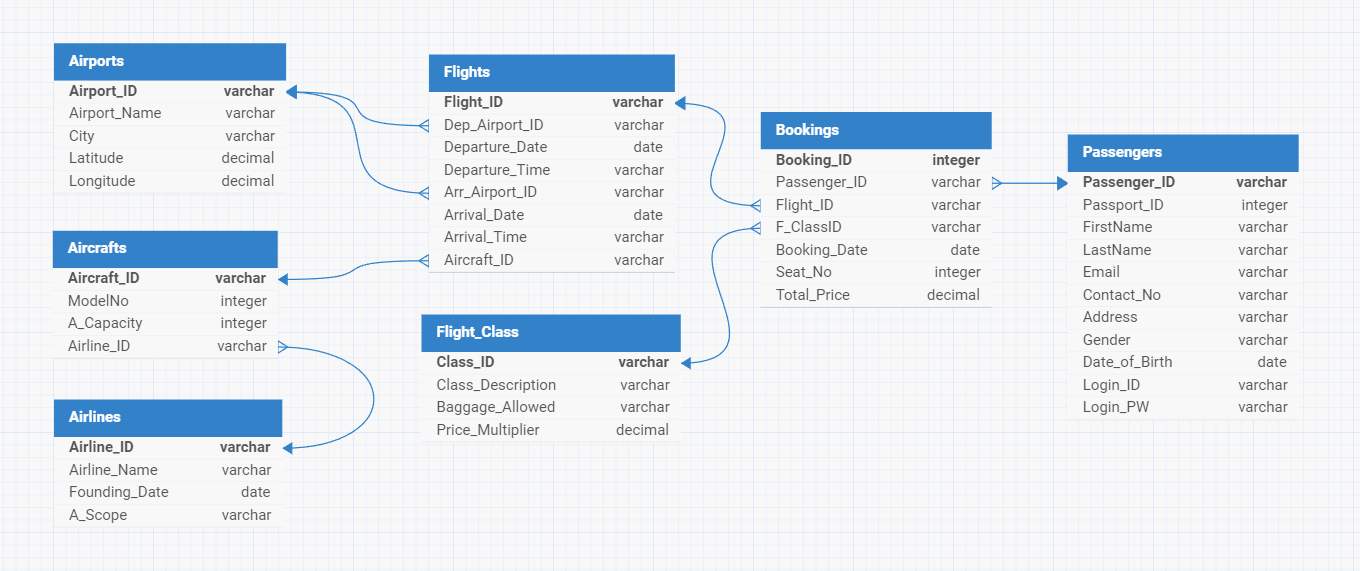 Airports
Airport_ID varchar
Airport_Name varchar
City varchar
Latitude decimal
Longitude decimal
Aircrafts
Aircraft_ID varchar
ModelNo integer
A_Capacity integer
Airline_ID varchar
Airlines
Airline_ID varchar
Airline_Name varchar
Founding_Date date
A_Scope varchar
Flights
Flight_ID varchar
Dep_Airport_ID varchar
Departure_Date date
Departure_Time varchar
Arr_Airport_ID varchar
Arrival_Date date
Arrival_Time varchar
Aircraft_ID varchar
Flight_Class
Class_ID varchar
Class_Description varchar
Baggage_Allowed varchar
Price_Multiplier decimal
Bookings
Booking_ID integer
Passenger_ID varchar
Flight_ID varchar
F_ClassID varchar
Booking_Date date
Seat_No integer
Total_Price decimal
Passengers
Passenger_ID varchar
Passport_ID integer
FirstName varchar
LastName varchar
Email varchar
Contact_No varchar
Address varchar
Gender varchar
Date_of_Birth date
Login_ID varchar
Login_PW varchar